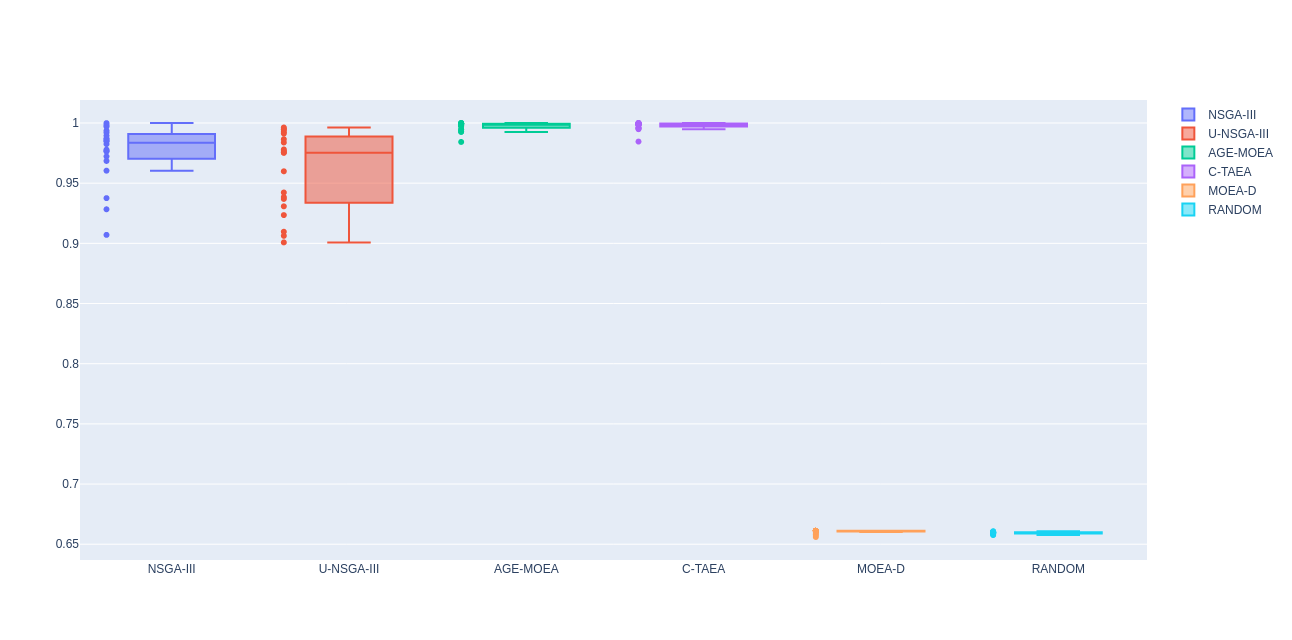 1
0.95
0.9
0.85
0.8
0.75
0.7
0.65
NSGA-III U-NSGA-III AGE-MOEA C-TAEA MOEA-D RANDOM
NSGA-III
U-NSGA-III
AGE-MOEA
C-TAEA
MOEA-D
RANDOM